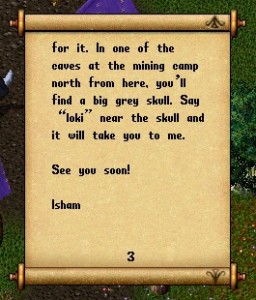 for it. In one of the
caves at the mining camp
north from here, you'll
find a big grey skull. Say
"loki" near the skull and
it will take you to me.
See you soon!
Isham
3